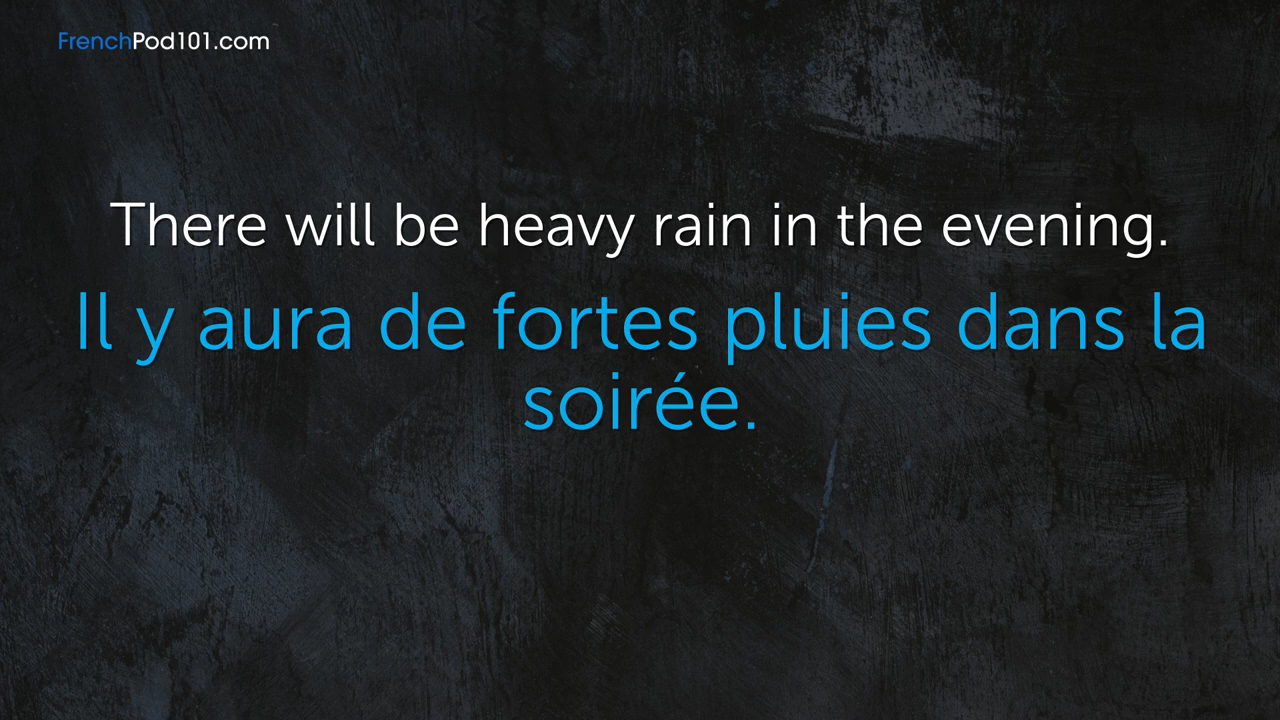 FrenchPod101.com
There will be heavy rain in the evening.
Il y aura de fortes pluies dans la
soirée.